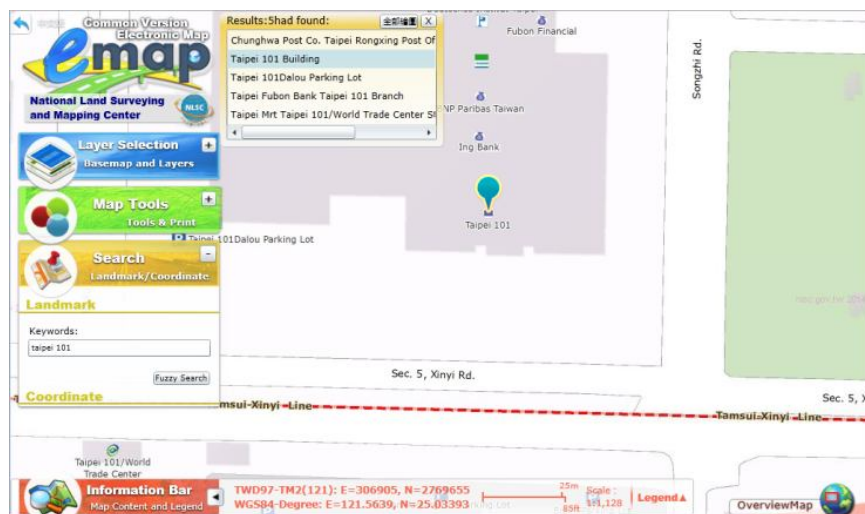 Common Version
Electronic Map
emap
National Land Surveying
and Mapping Center
NLSC
Layer Selection
Basemap and Layers
Map Tools
Tools & Print
Search
Landmark/Coordinate
Landmark
Keywords:
taipei 101
Fuzzy Search
Coordinate
Results:5had found:
X
Chunghwa Post Co. Taipei Rongxing Post Of
Taipei 101 Building
Taipei 101Dalou Parking Lot
Taipei Fubon Bank Taipei 101 Branch
Taipei Mrt Taipei 101/World Trade Center St
Fubon Financial
NP Paribas Taiwan
Ing Bank
Taipei 101
Taipei 101Dalou Parking Lot
Songzhi Rd.
Sec. 5, Xinyi Rd.
Sec. 5, X
msui-Xinyi-Line
Tamsui-Xinyi-Line
Taipei 101/World
Trade Center
Information Bar
Map Content and Legend
TWD97-TM2(121): E=306905, N=2769655
WGS84-Degree: E=121.5639, N=25.03393
25m
85ft
Scale :
1:1,128
Legend▲
OverviewMap